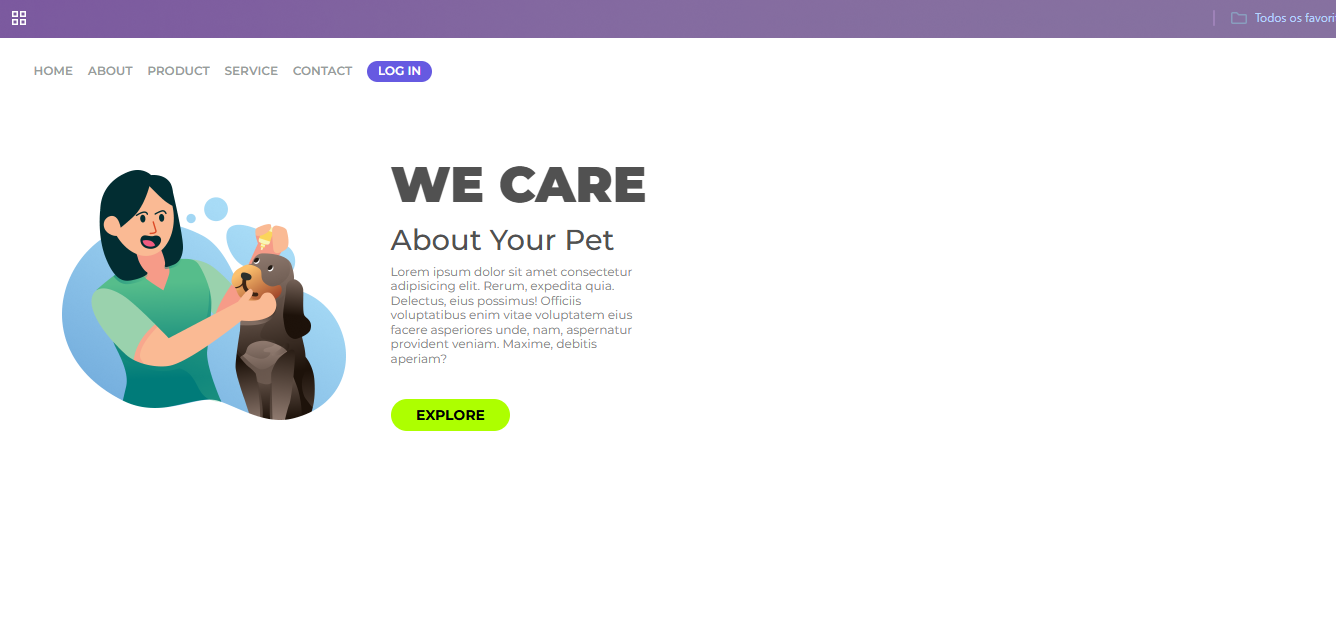 Todos os favorit
HOME ABOUT PRODUCT SERVICE CONTACT LOG IN
WE CARE
About Your Pet
Lorem ipsum dolor sit amet consectetur
adipisicing elit. Rerum, expedita quia.
Delectus, eius possimus! Officiis
voluptatibus enim vitae voluptatem eius
facere asperiores unde, nam, aspernatur
provident veniam. Maxime, debitis
aperiam?
EXPLORE